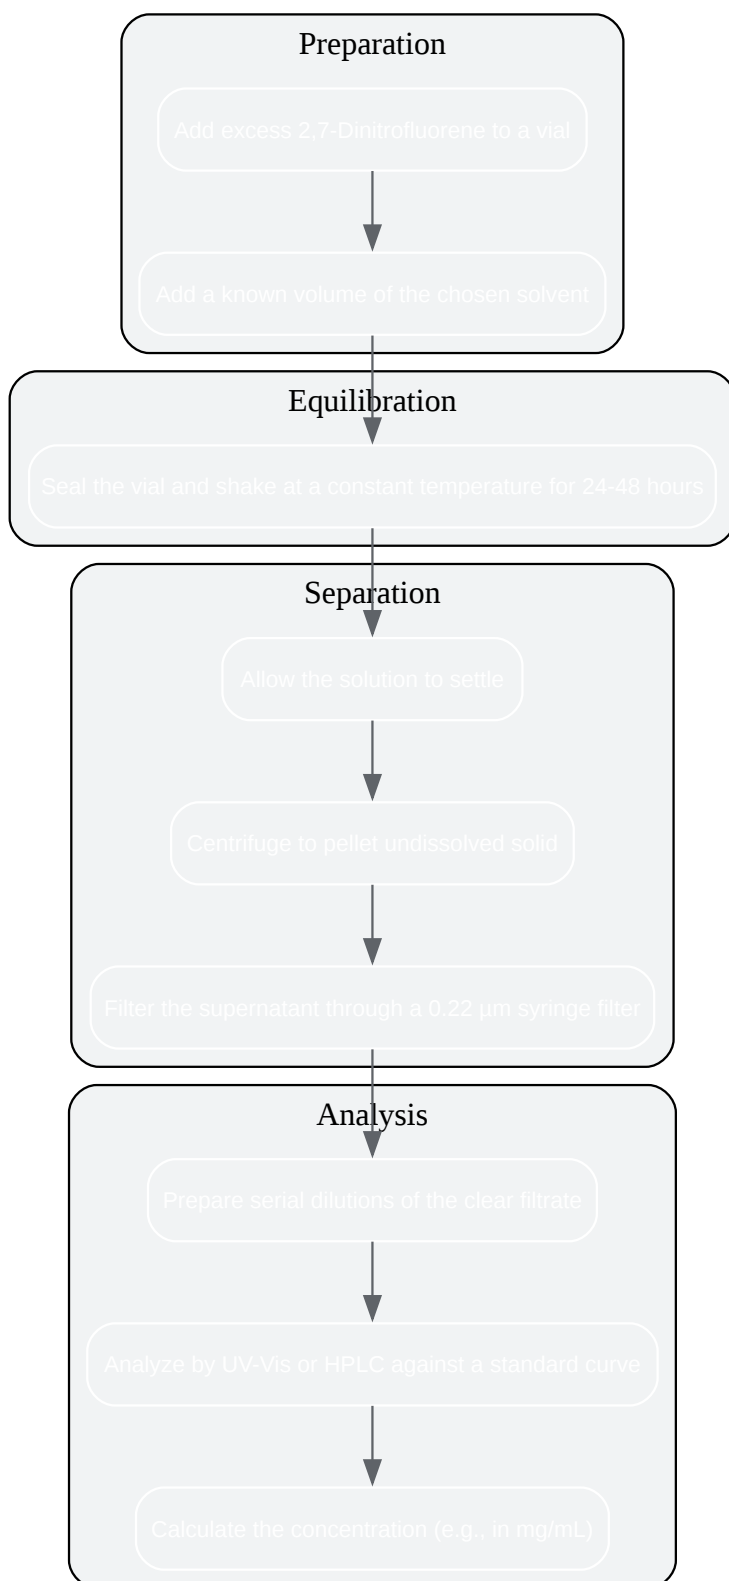 Preparation
Add excess 2,7-Dinitrofluorene to a vial
Add a known volume of the chosen solvent
Equilibration
Seal the vial and shake at a constant temperature for 24-48 hours
Separation
Allow the solution to settle
Centrifuge to pellet undissolved solid
Filter the supernatant through a 0.22 µm syringe filter
Analysis
Prepare serial dilutions of the clear filtrate
Analyze by UV-Vis or HPLC against a standard curve
Calculate the concentration (e.g., in mg/mL)